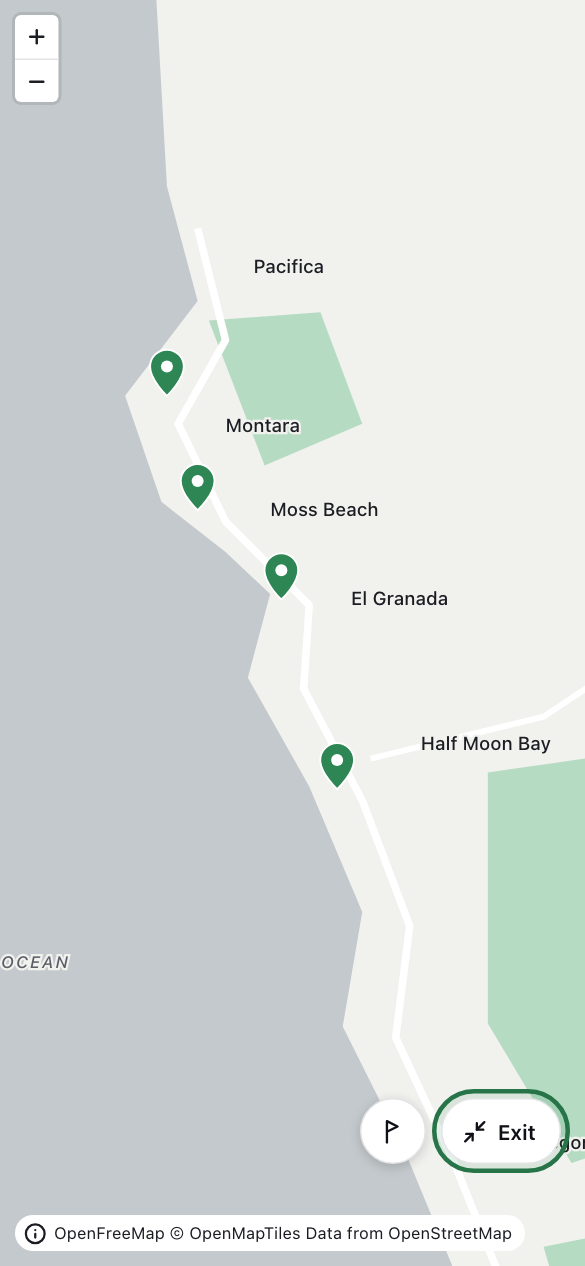 +
−
Pacifica
Montara
Moss Beach
El Granada
Half Moon Bay
OCEAN
Exit
OpenFreeMap © OpenMapTiles Data from OpenStreetMap